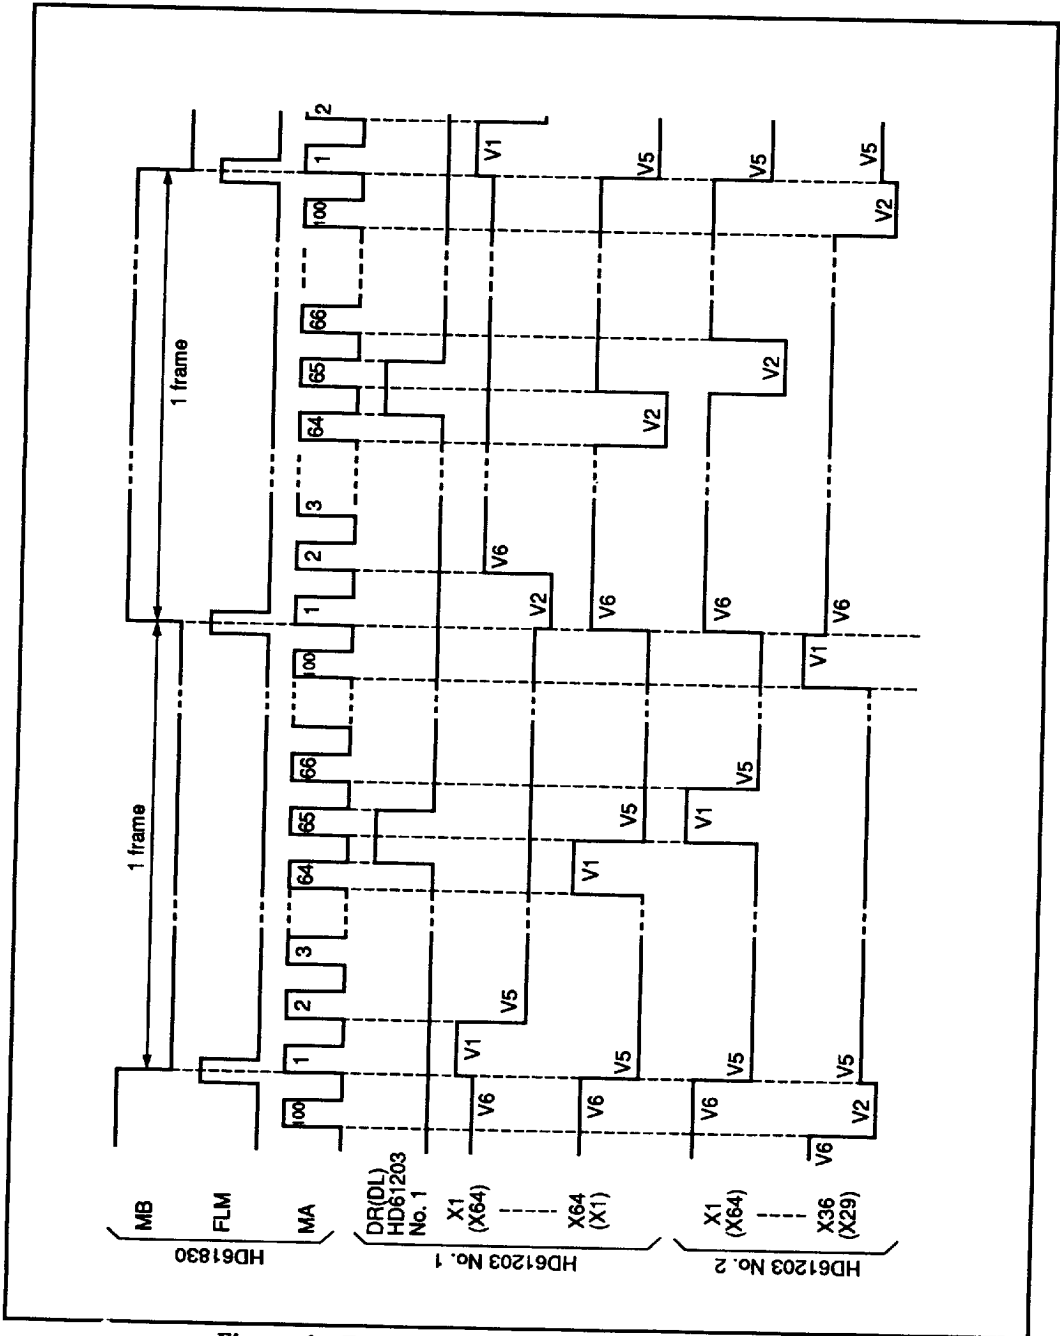 HD61830
MB
1 frame
1 frame
FLM
MA
100 1 2 3 64 65 66 100 1 2 3 64 65 66 100 1 2
HD61203 No. 1
DR(DL)
HD61203
No. 1
X1
(X64)
V6 V1 V5 V2 V6 V1
X64
(X1)
V6 V5 V1 V5 V6 V2 V5
HD61203 No. 2
X1
(X64)
V6 V5 V1 V5 V6 V2 V5
X36
(X29)
V6 V2 V5 V1 V6 V2 V5
Figure